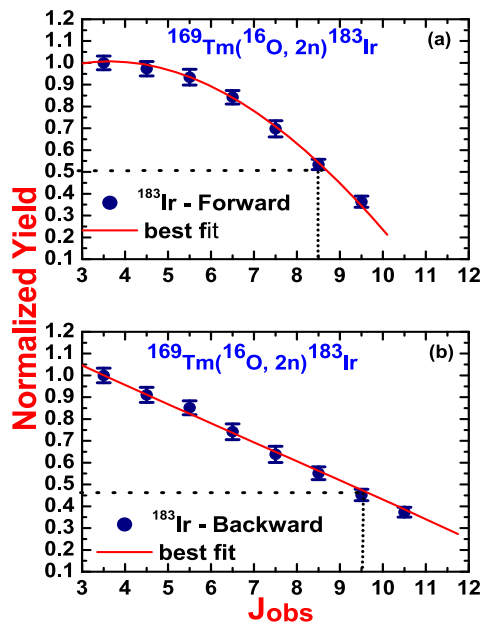 Normalized Yield
1.2
1.1
1.0
0.9
0.8
0.7
0.6
0.5
0.4
0.3
0.2
0.1
¹⁶⁹Tm(¹⁶O, 2n)¹⁸³Ir
(a)
¹⁸³Ir - Forward
best fit
3 4 5 6 7 8 9 10 11 12
1.2
1.1
1.0
0.9
0.8
0.7
0.6
0.5
0.4
0.3
0.2
0.1
¹⁶⁹Tm(¹⁶O, 2n)¹⁸³Ir
(b)
¹⁸³Ir - Backward
best fit
3 4 5 6 7 8 9 10 11 12
Jobs